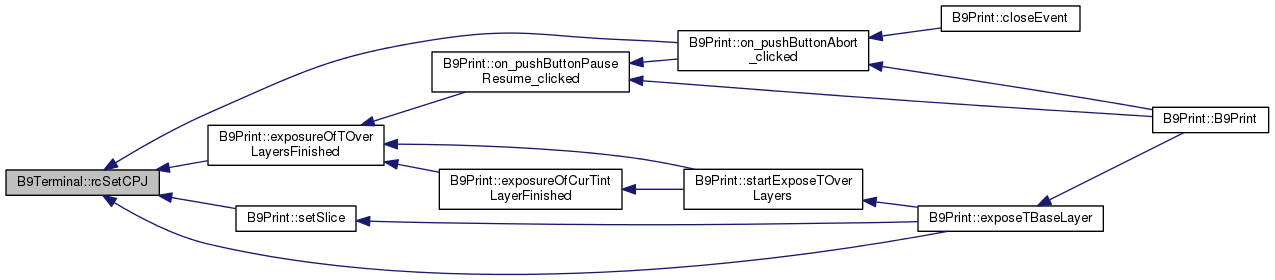 B9Terminal::rcSetCPJ
B9Print::on_pushButtonAbort
_clicked
B9Print::closeEvent
B9Print::on_pushButtonPause
Resume_clicked
B9Print::B9Print
B9Print::exposureOfTOver
LayersFinished
B9Print::exposureOfCurTint
LayerFinished
B9Print::startExposeTOver
Layers
B9Print::setSlice
B9Print::exposeTBaseLayer